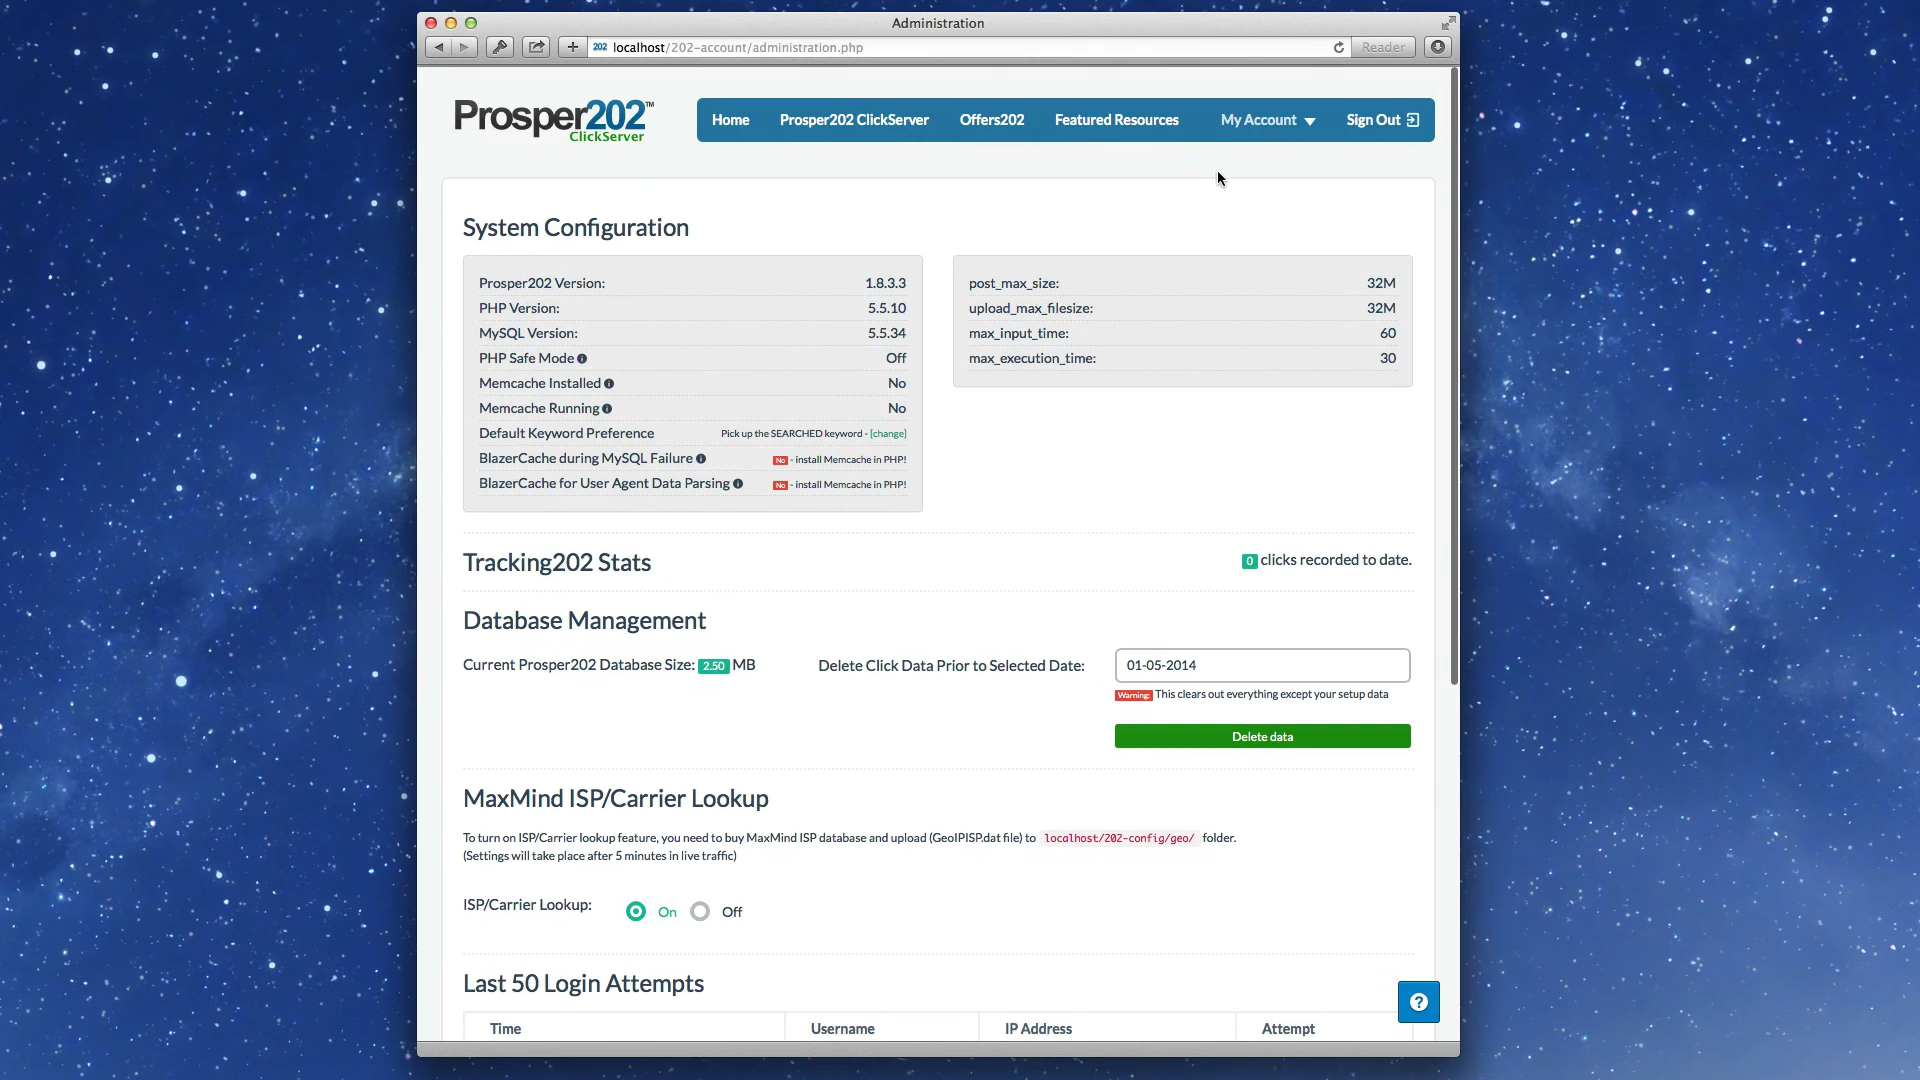 Administration
202 localhost/202-account/administration.php
Reader
Prosper202™
ClickServer
Home Prosper202 ClickServer Offers202 Featured Resources My Account Sign Out
System Configuration
Prosper202 Version: 1.8.3.3
PHP Version: 5.5.10
MySQL Version: 5.5.34
PHP Safe Mode Off
Memcache Installed No
Memcache Running No
Default Keyword Preference Pick up the SEARCHED keyword - [change]
BlazerCache during MySQL Failure No - install Memcache in PHP!
BlazerCache for User Agent Data Parsing No - install Memcache in PHP!
post_max_size: 32M
upload_max_filesize: 32M
max_input_time: 60
max_execution_time: 30
Tracking202 Stats
0 clicks recorded to date.
Database Management
Current Prosper202 Database Size: 2.50 MB
Delete Click Data Prior to Selected Date:
01-05-2014
Warning: This clears out everything except your setup data
Delete data
MaxMind ISP/Carrier Lookup
To turn on ISP/Carrier lookup feature, you need to buy MaxMind ISP database and upload (GeoIPISP.dat file) to localhost/202-config/geo/ folder.
(Settings will take place after 5 minutes in live traffic)
ISP/Carrier Lookup: On Off
Last 50 Login Attempts
Time Username IP Address Attempt